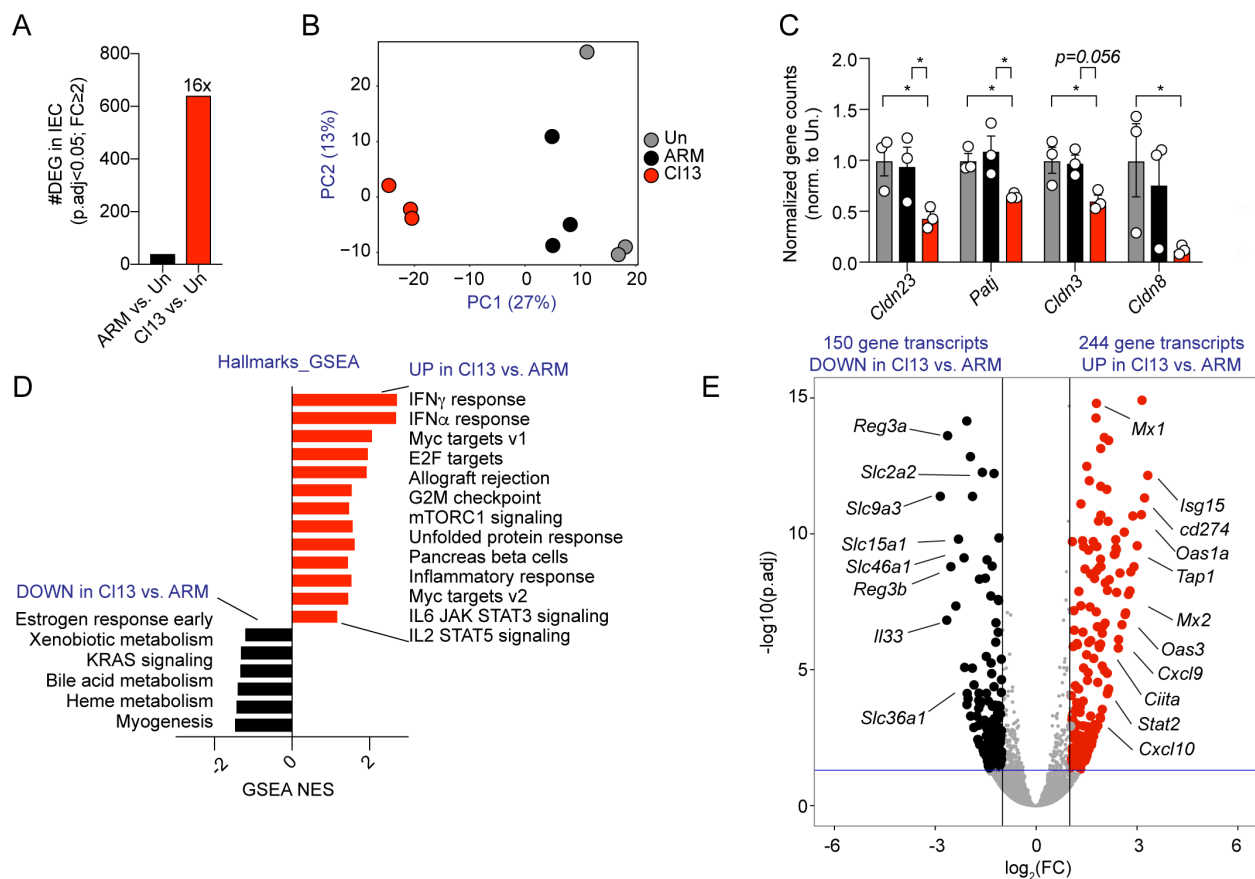 A
#DEG in IEC
(p.adj<0.05; FC≥2)
800
600
400
200
0
16x
ARM vs. Un
Cl13 vs. Un
B
PC2 (13%)
20
10
0
−10
−20
−10
0
10
20
PC1 (27%)
Un
ARM
Cl13
C
Normalized gene counts
(norm. to Un.)
2.0
1.5
1.0
0.5
0.0
*
*
*
*
p=0.056
*
*
Cldn23
Patj
Cldn3
Cldn8
D
Hallmarks_GSEA
UP in Cl13 vs. ARM
IFNγ response
IFNα response
Myc targets v1
E2F targets
Allograft rejection
G2M checkpoint
mTORC1 signaling
Unfolded protein response
Pancreas beta cells
Inflammatory response
Myc targets v2
IL6 JAK STAT3 signaling
IL2 STAT5 signaling
DOWN in Cl13 vs. ARM
Estrogen response early
Xenobiotic metabolism
KRAS signaling
Bile acid metabolism
Heme metabolism
Myogenesis
-2
0
2
GSEA NES
E
150 gene transcripts
DOWN in Cl13 vs. ARM
244 gene transcripts
UP in Cl13 vs. ARM
-log10(p.adj)
15
10
5
0
Reg3a
Slc2a2
Slc9a3
Slc15a1
Slc46a1
Reg3b
Il33
Slc36a1
Mx1
Isg15
cd274
Oas1a
Tap1
Mx2
Oas3
Cxcl9
Ciita
Stat2
Cxcl10
-6
-3
0
3
6
log2(FC)